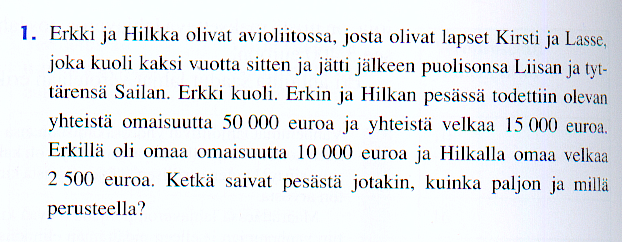 1. Erkki ja Hilkka olivat avioliitossa, josta olivat lapset Kirsti ja Lasse,
joka kuoli kaksi vuotta sitten ja jätti jälkeen puolisonsa Liisan ja tyt-
tärensä Sailan. Erkki kuoli. Erkin ja Hilkan pesässä todettiin olevan
yhteistä omaisuutta 50 000 euroa ja yhteistä velkaa 15 000 euroa.
Erkillä oli omaa omaisuutta 10 000 euroa ja Hilkalla omaa velkaa
2 500 euroa. Ketkä saivat pesästä jotakin, kuinka paljon ja millä
perusteella?